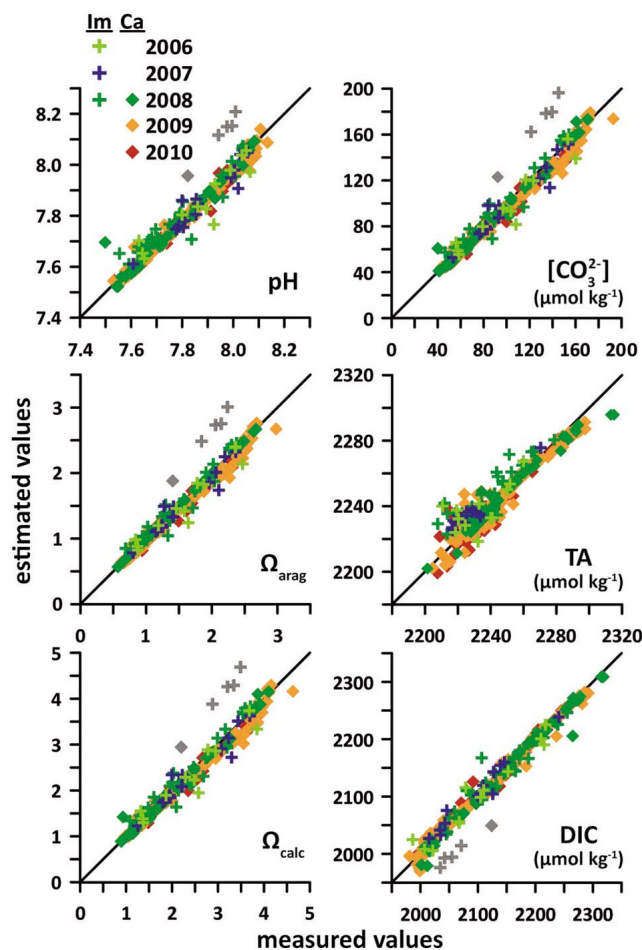 Im Ca
2006
2007
2008
2009
2010
8.2
8.0
7.8
7.6
7.4
7.4 7.6 7.8 8.0 8.2
pH
200
160
120
80
40
0
0 40 80 120 160 200
[CO₃²⁻]
(µmol kg⁻¹)
3
2
1
0
0 1 2 3
Ωarag
2320
2280
2240
2200
2200 2240 2280 2320
TA
(µmol kg⁻¹)
5
4
3
2
1
0
0 1 2 3 4 5
Ωcalc
2300
2200
2100
2000
2000 2100 2200 2300
DIC
(µmol kg⁻¹)
estimated values
measured values